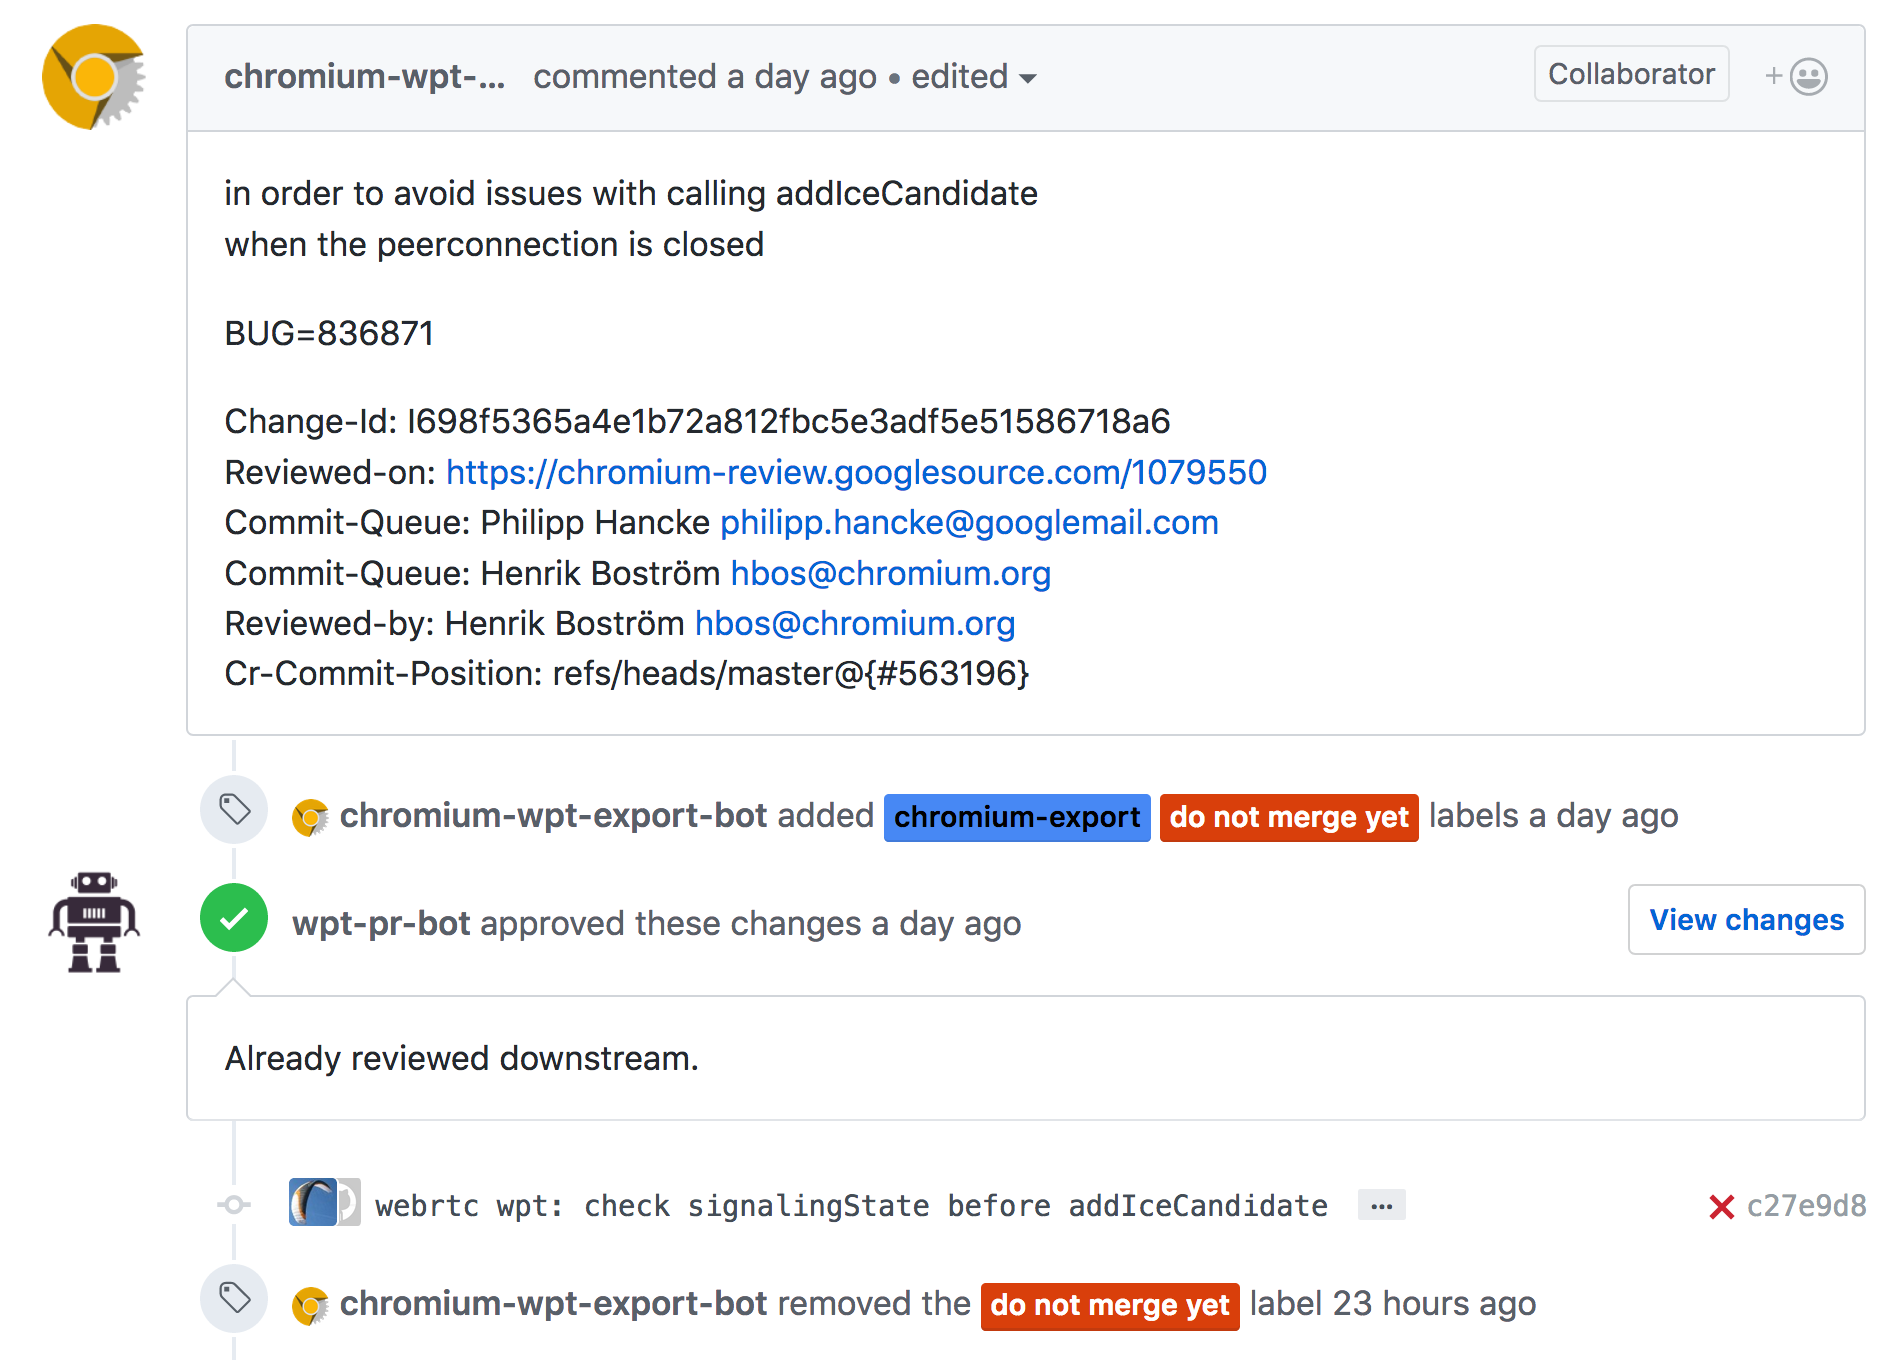 chromium-wpt-... commented a day ago • edited Collaborator +
in order to avoid issues with calling addIceCandidate
when the peerconnection is closed
BUG=836871
Change-Id: I698f5365a4e1b72a812fbc5e3adf5e51586718a6
Reviewed-on: https://chromium-review.googlesource.com/1079550
Commit-Queue: Philipp Hancke philipp.hancke@googlemail.com
Commit-Queue: Henrik Boström hbos@chromium.org
Reviewed-by: Henrik Boström hbos@chromium.org
Cr-Commit-Position: refs/heads/master@{#563196}
chromium-wpt-export-bot added chromium-export do not merge yet labels a day ago
wpt-pr-bot approved these changes a day ago View changes
Already reviewed downstream.
webrtc wpt: check signalingState before addIceCandidate ... c27e9d8
chromium-wpt-export-bot removed the do not merge yet label 23 hours ago